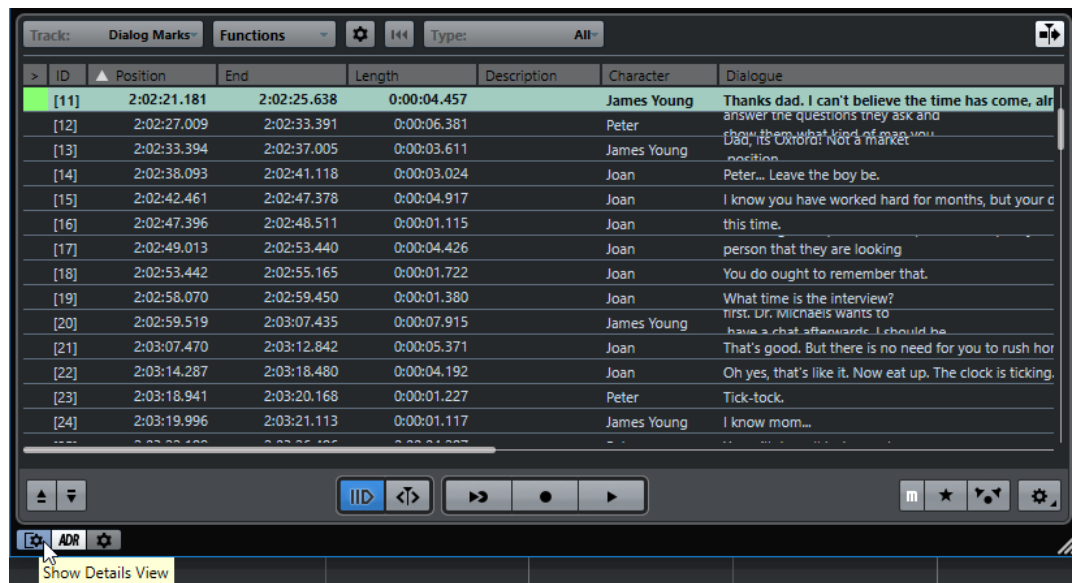 Track: Dialog Marks Functions Type: All
> ID Position End Length Description Character Dialogue
[11] 2:02:21.181 2:02:25.638 0:00:04.457 James Young Thanks dad. I can't believe the time has come, alr
[12] 2:02:27.009 2:02:33.391 0:00:06.381 Peter answer the questions they ask and
show them what kind of man you
[13] 2:02:33.394 2:02:37.005 0:00:03.611 James Young Dad, its Oxford! Not a market
position
[14] 2:02:38.093 2:02:41.118 0:00:03.024 Joan Peter... Leave the boy be.
[15] 2:02:42.461 2:02:47.378 0:00:04.917 Joan I know you have worked hard for months, but your d
[16] 2:02:47.396 2:02:48.511 0:00:01.115 Joan this time.
[17] 2:02:49.013 2:02:53.440 0:00:04.426 Joan person that they are looking
[18] 2:02:53.442 2:02:55.165 0:00:01.722 Joan You do ought to remember that.
[19] 2:02:58.070 2:02:59.450 0:00:01.380 Joan What time is the interview?
[20] 2:02:59.519 2:03:07.435 0:00:07.915 James Young first. Dr. Michaels wants to
have a chat afterwards. I should be
[21] 2:03:07.470 2:03:12.842 0:00:05.371 Joan That's good. But there is no need for you to rush hor
[22] 2:03:14.287 2:03:18.480 0:00:04.192 Joan Oh yes, that's like it. Now eat up. The clock is ticking.
[23] 2:03:18.941 2:03:20.168 0:00:01.227 Peter Tick-tock.
[24] 2:03:19.996 2:03:21.113 0:00:01.117 James Young I know mom...
m
ADR
Show Details View